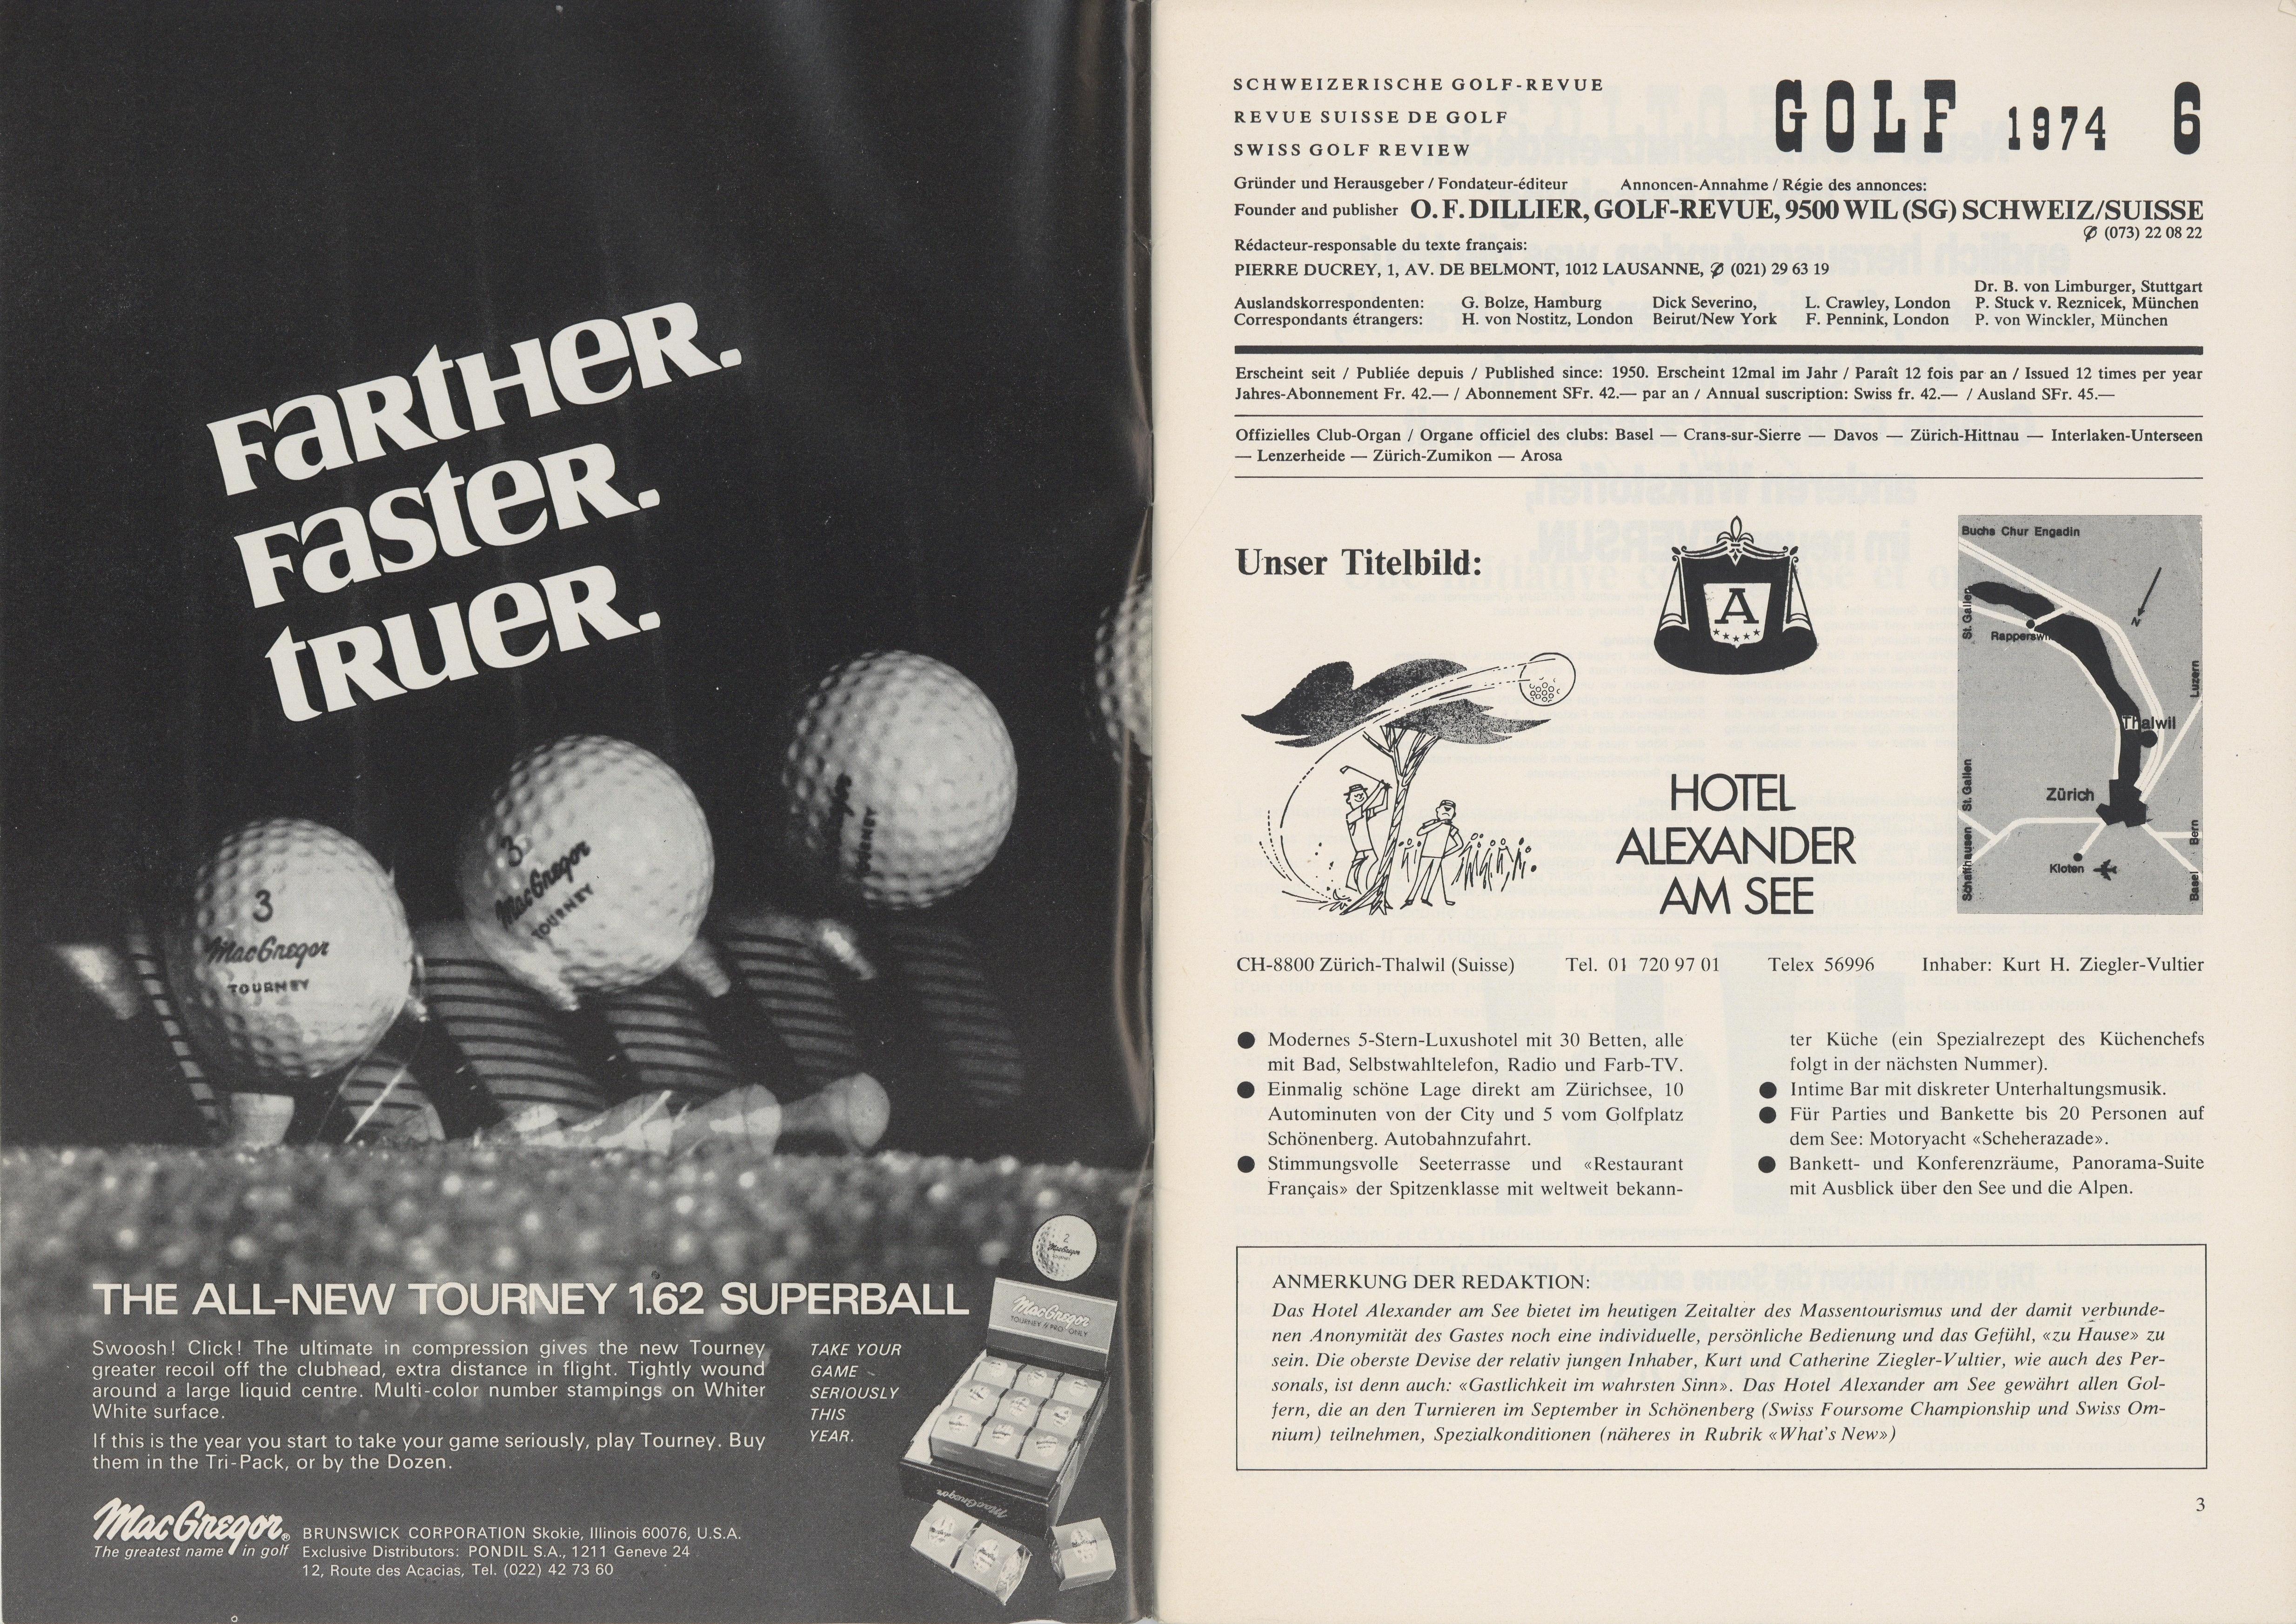 FARTHER.
FASTER.
TRUER.
3
MacGregor
TOURNEY
3
MacGregor
TOURNEY
THE ALL-NEW TOURNEY 1.62 SUPERBALL
Swoosh! Click! The ultimate in compression gives the new Tourney
greater recoil off the clubhead, extra distance in flight. Tightly wound
around a large liquid centre. Multi-color number stampings on Whiter
White surface.
If this is the year you start to take your game seriously, play Tourney. Buy
them in the Tri-Pack, or by the Dozen.
TAKE YOUR
GAME
SERIOUSLY
THIS
YEAR.
2
MacGregor
MacGregor
MacGregor
MacGregor®
The greatest name in golf
BRUNSWICK CORPORATION Skokie, Illinois 60076, U.S.A.
Exclusive Distributors: PONDIL S.A., 1211 Geneve 24
12, Route des Acacias, Tel. (022) 42 73 60
SCHWEIZERISCHE GOLF-REVUE
REVUE SUISSE DE GOLF
SWISS GOLF REVIEW
GOLF 1974 6
Gründer und Herausgeber / Fondateur-éditeur Annoncen-Annahme / Régie des annonces:
Founder and publisher O. F. DILLIER, GOLF-REVUE, 9500 WIL (SG) SCHWEIZ/SUISSE
✆ (073) 22 08 22
Rédacteur-responsable du texte français:
PIERRE DUCREY, 1, AV. DE BELMONT, 1012 LAUSANNE, ✆ (021) 29 63 19
Dr. B. von Limburger, Stuttgart
Auslandskorrespondenten: G. Bolze, Hamburg Dick Severino, L. Crawley, London P. Stuck v. Reznicek, München
Correspondants étrangers: H. von Nostitz, London Beirut/New York F. Pennink, London P. von Winckler, München
Erscheint seit / Publiée depuis / Published since: 1950. Erscheint 12mal im Jahr / Paraît 12 fois par an / Issued 12 times per year
Jahres-Abonnement Fr. 42.— / Abonnement SFr. 42.— par an / Annual suscription: Swiss fr. 42.— / Ausland SFr. 45.—
Offizielles Club-Organ / Organe officiel des clubs: Basel — Crans-sur-Sierre — Davos — Zürich-Hittnau — Interlaken-Unterseen
— Lenzerheide — Zürich-Zumikon — Arosa
Unser Titelbild:
A
HOTEL
ALEXANDER
AM SEE
Buchs Chur Engadin
St. Gallen
Rapperswil
N
Luzern
Thalwil
Zürich
St. Gallen
Schaffhausen
Kloten
Bern
Basel
CH-8800 Zürich-Thalwil (Suisse) Tel. 01 720 97 01 Telex 56996 Inhaber: Kurt H. Ziegler-Vultier
● Modernes 5-Stern-Luxushotel mit 30 Betten, alle
mit Bad, Selbstwahltelefon, Radio und Farb-TV.
● Einmalig schöne Lage direkt am Zürichsee, 10
Autominuten von der City und 5 vom Golfplatz
Schönenberg. Autobahnzufahrt.
● Stimmungsvolle Seeterrasse und «Restaurant
Français» der Spitzenklasse mit weltweit bekann-
ter Küche (ein Spezialrezept des Küchenchefs
folgt in der nächsten Nummer).
● Intime Bar mit diskreter Unterhaltungsmusik.
● Für Parties und Bankette bis 20 Personen auf
dem See: Motoryacht «Scheherazade».
● Bankett- und Konferenzräume, Panorama-Suite
mit Ausblick über den See und die Alpen.
ANMERKUNG DER REDAKTION:
Das Hotel Alexander am See bietet im heutigen Zeitalter des Massentourismus und der damit verbunde-
nen Anonymität des Gastes noch eine individuelle, persönliche Bedienung und das Gefühl, «zu Hause» zu
sein. Die oberste Devise der relativ jungen Inhaber, Kurt und Catherine Ziegler-Vultier, wie auch des Per-
sonals, ist denn auch: «Gastlichkeit im wahrsten Sinn». Das Hotel Alexander am See gewährt allen Gol-
fern, die an den Turnieren im September in Schönenberg (Swiss Foursome Championship und Swiss Om-
nium) teilnehmen, Spezialkonditionen (näheres in Rubrik «What's New»)
3